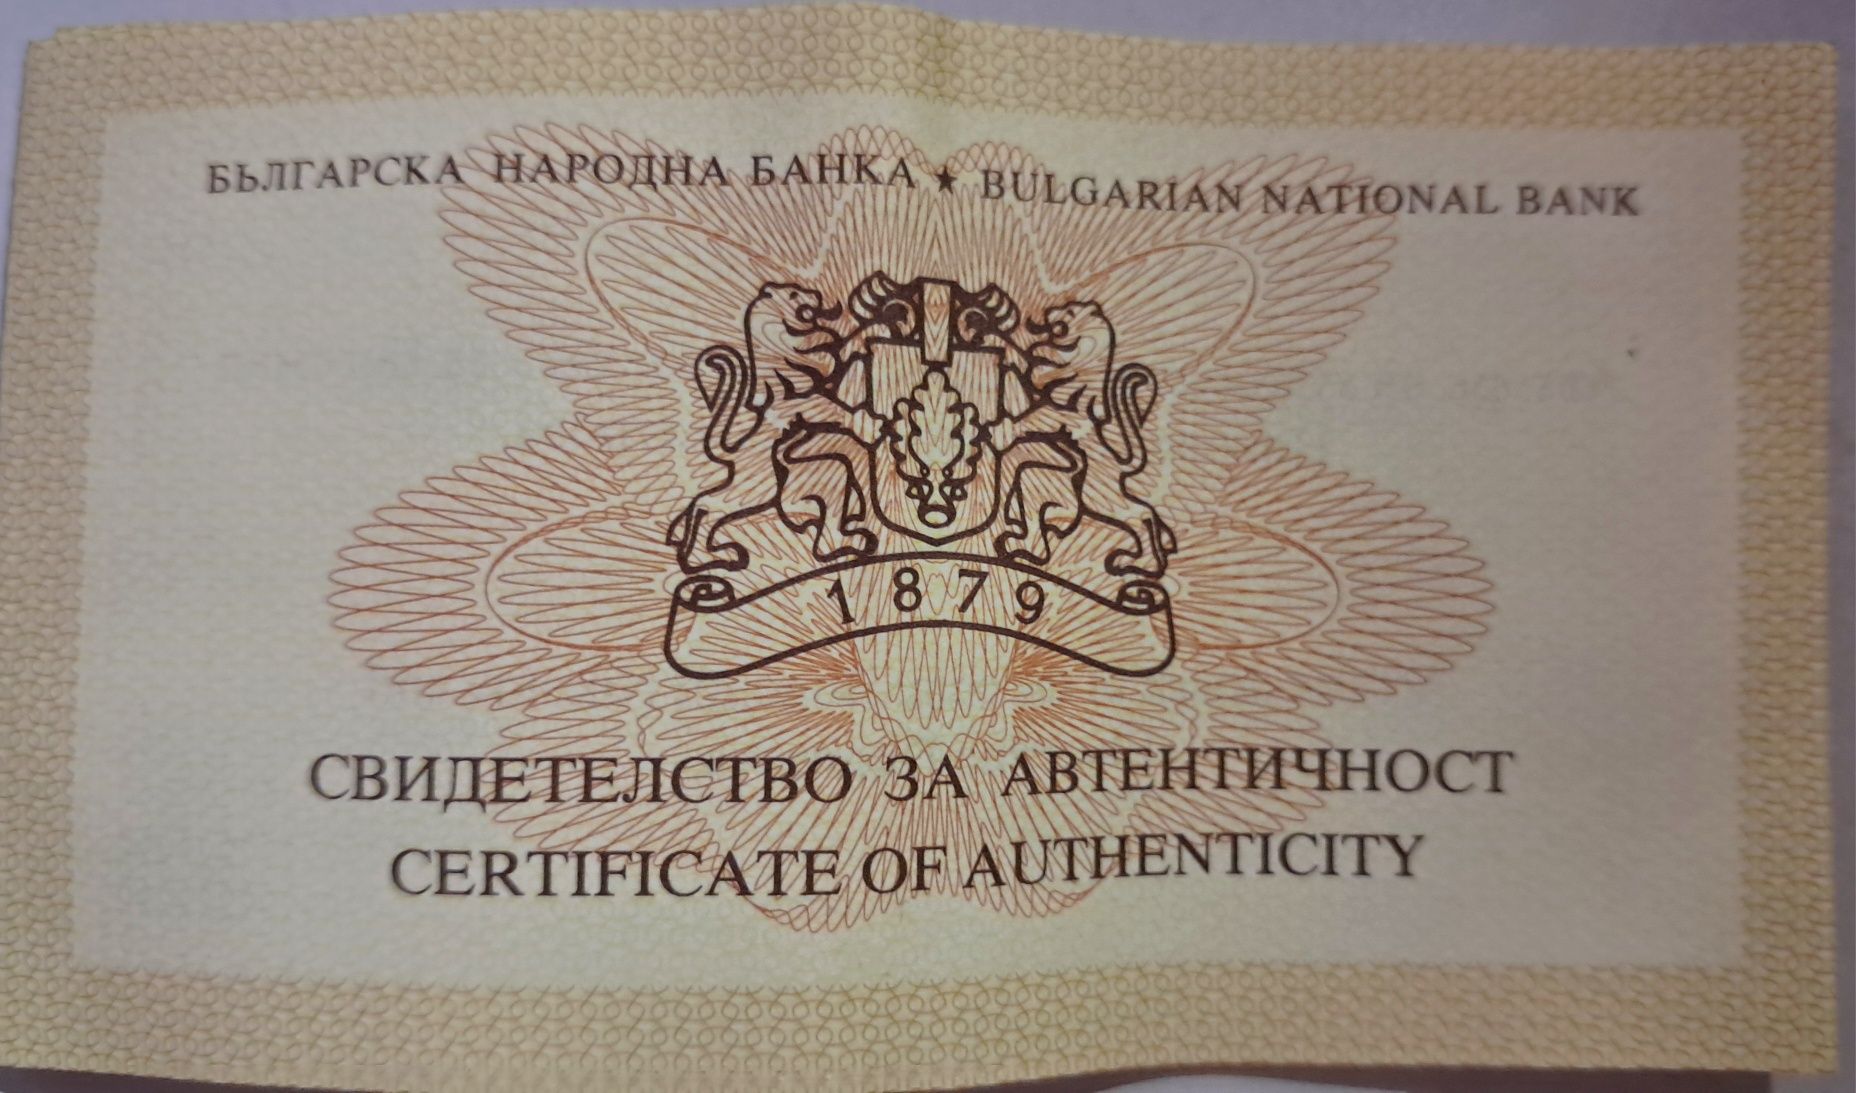 БЪЛГАРСКА НАРОДНА БАНКА ★ BULGARIAN NATIONAL BANK
1879
СВИДЕТЕЛСТВО ЗА АВТЕНТИЧНОСТ
CERTIFICATE OF AUTHENTICITY